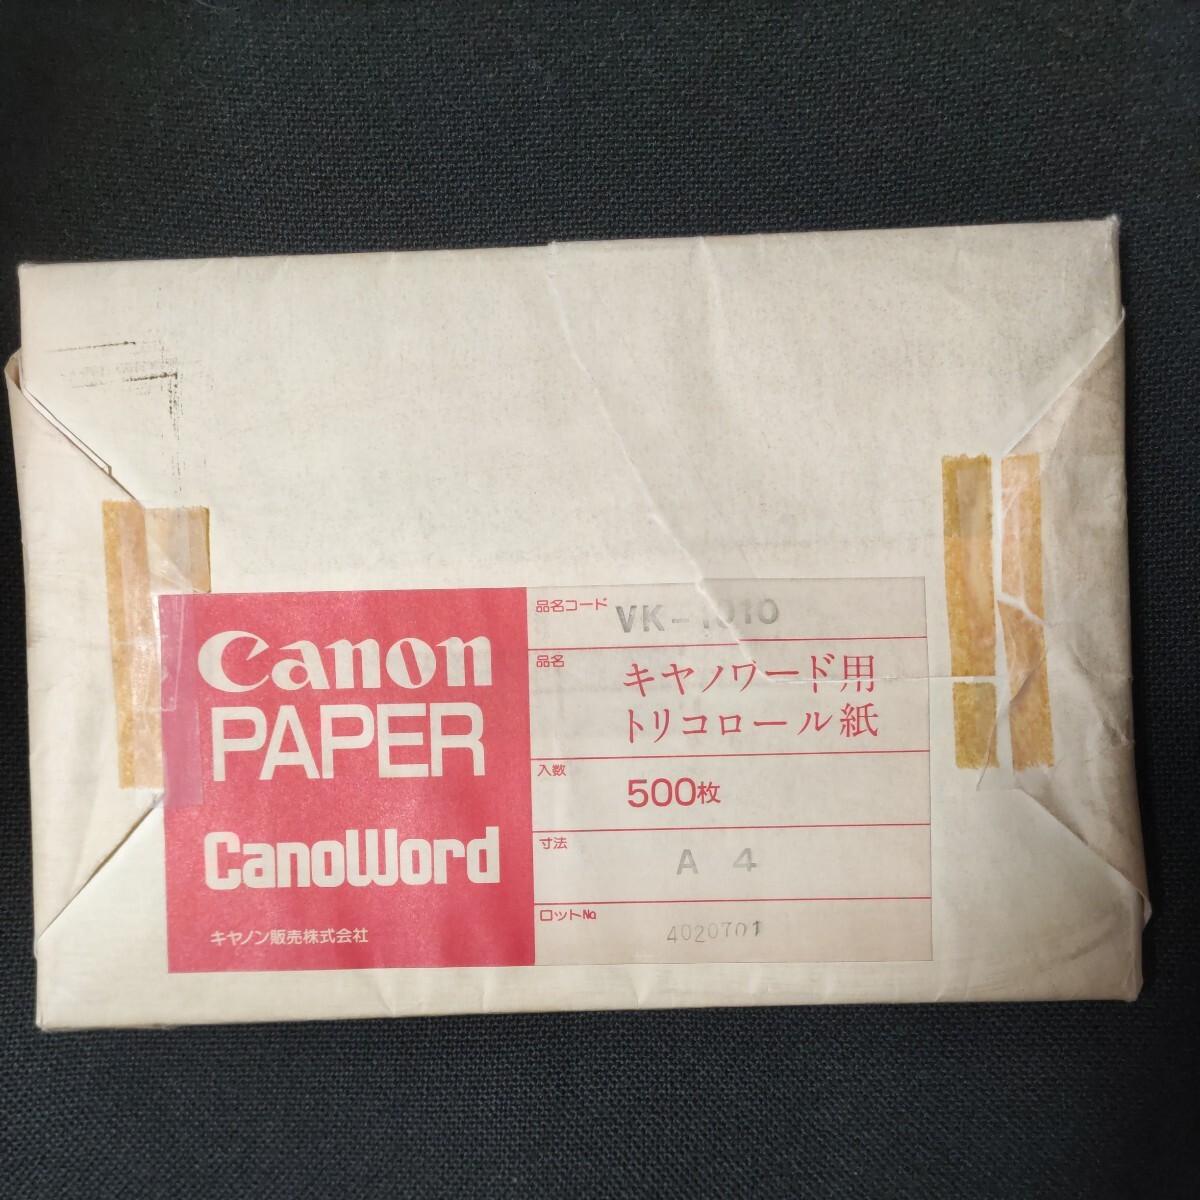 Canon
PAPER
CanoWord
キヤノン販売株式会社
品名コード VK-1010
品名 キヤノワード用
トリコロール紙
入数 500枚
寸法 A 4
ロット№ 4020701